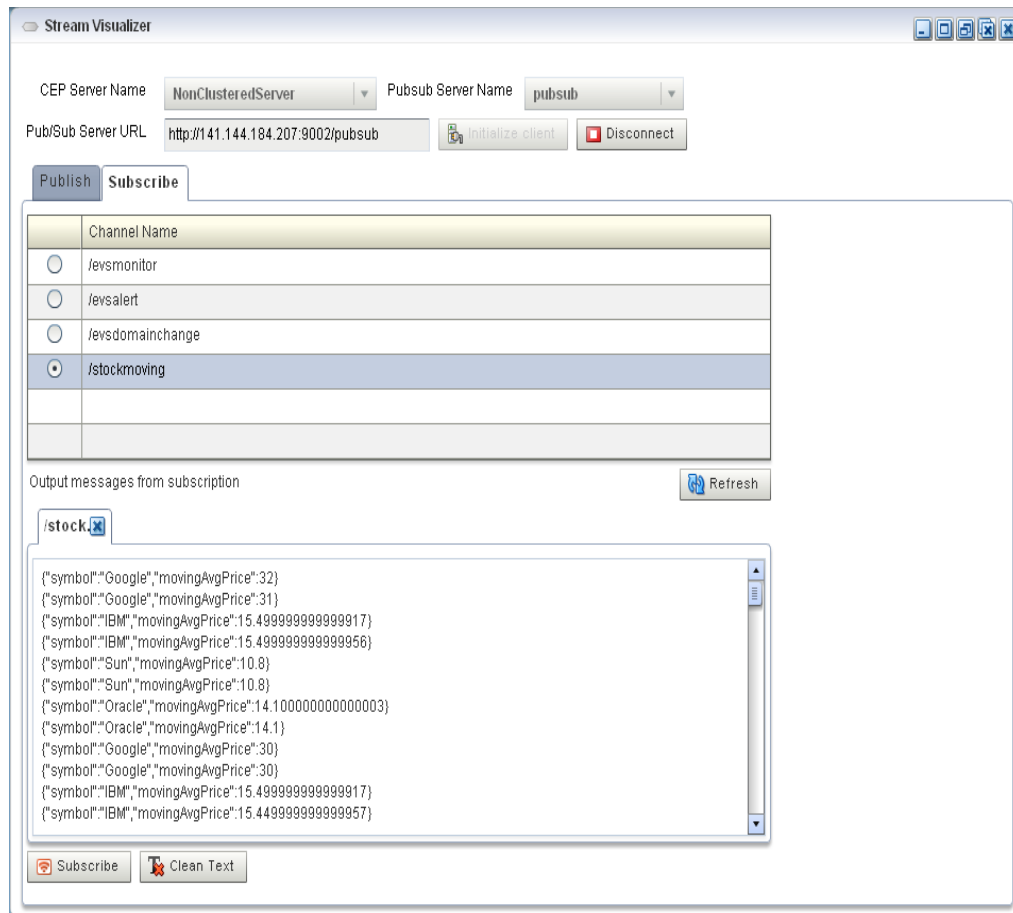 Stream Visualizer
CEP Server Name NonClusteredServer Pubsub Server Name pubsub
Pub/Sub Server URL http://141.144.184.207:9002/pubsub Initialize client Disconnect
Publish Subscribe
Channel Name
/evsmonitor
/evsalert
/evsdomainchange
/stockmoving
Output messages from subscription Refresh
/stock.
{"symbol":"Google","movingAvgPrice":32}
{"symbol":"Google","movingAvgPrice":31}
{"symbol":"IBM","movingAvgPrice":15.499999999999917}
{"symbol":"IBM","movingAvgPrice":15.499999999999956}
{"symbol":"Sun","movingAvgPrice":10.8}
{"symbol":"Sun","movingAvgPrice":10.8}
{"symbol":"Oracle","movingAvgPrice":14.100000000000003}
{"symbol":"Oracle","movingAvgPrice":14.1}
{"symbol":"Google","movingAvgPrice":30}
{"symbol":"Google","movingAvgPrice":30}
{"symbol":"IBM","movingAvgPrice":15.499999999999917}
{"symbol":"IBM","movingAvgPrice":15.449999999999957}
Subscribe Clean Text